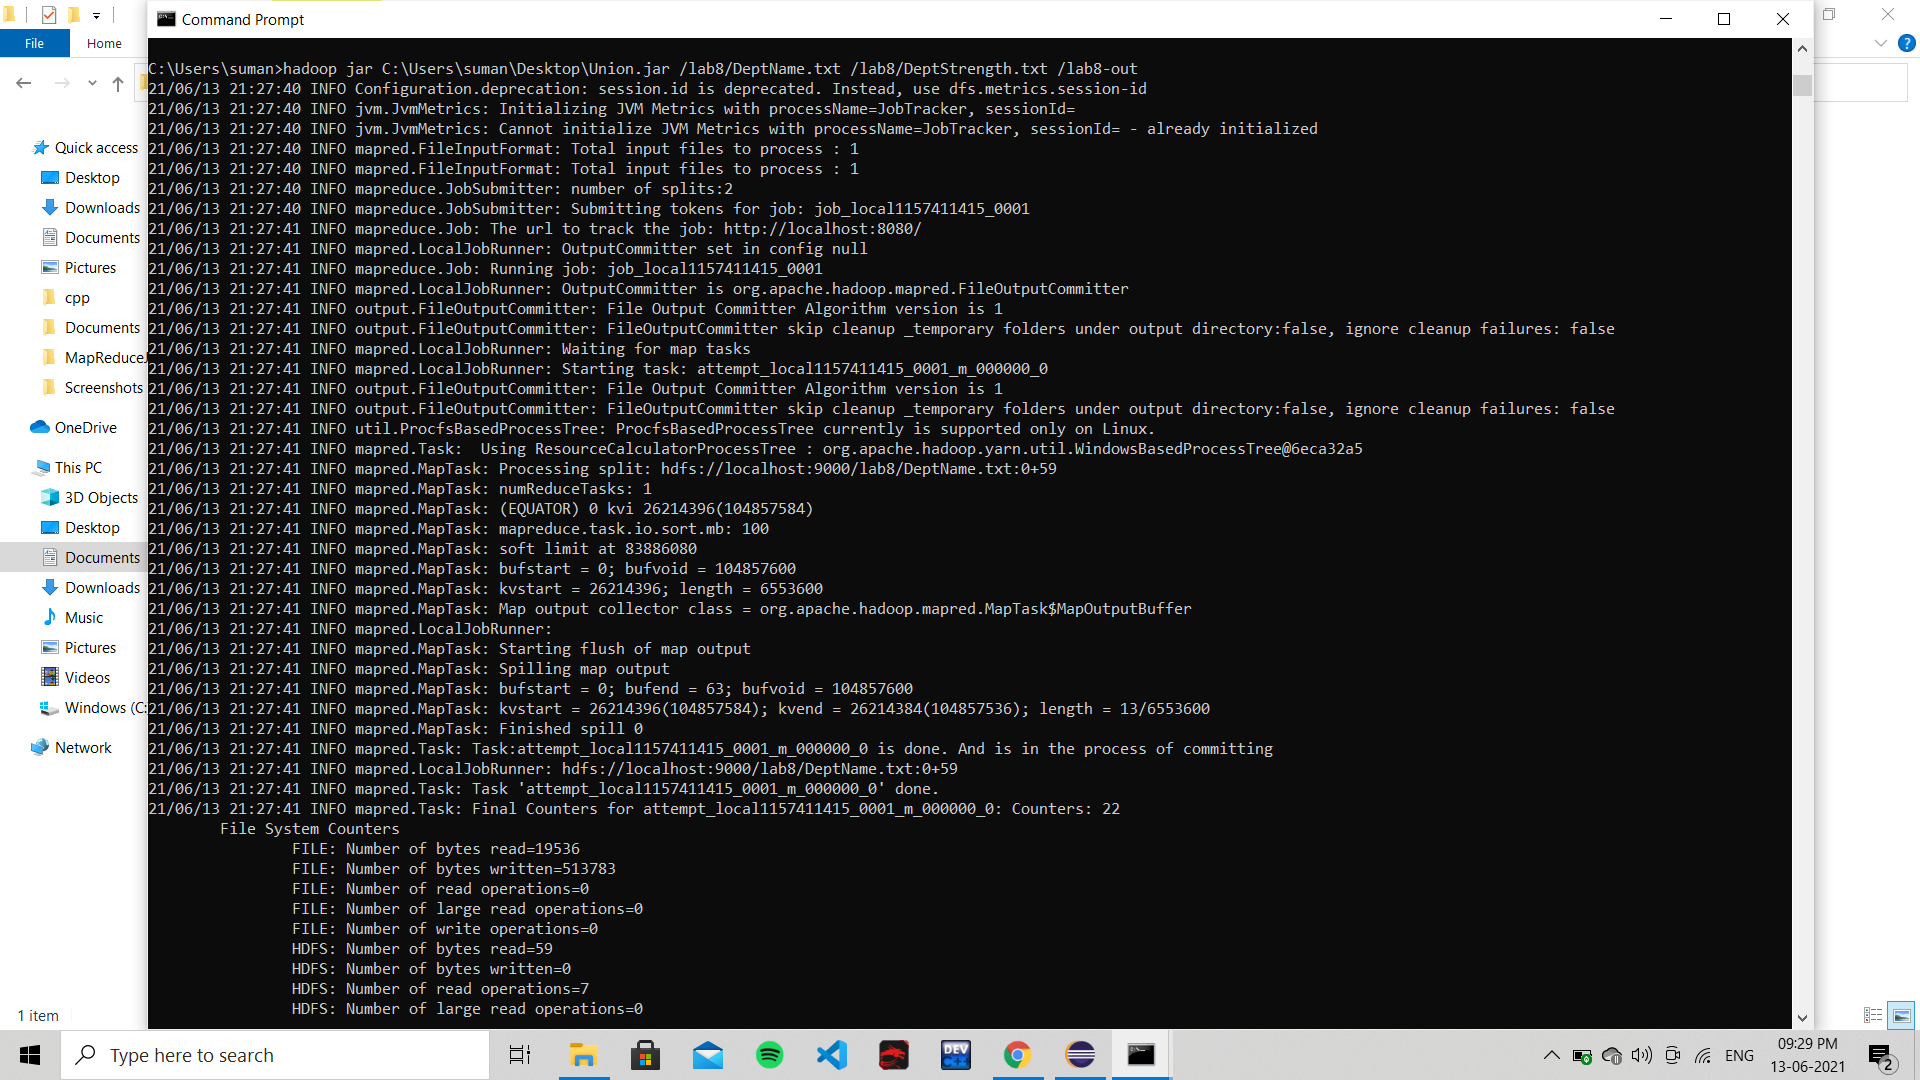 Command Prompt
File
Home
Quick access
Desktop
Downloads
Documents
Pictures
cpp
Documents
MapReduceJ
Screenshots
OneDrive
This PC
3D Objects
Desktop
Documents
Downloads
Music
Pictures
Videos
Windows (C:
Network
1 item
C:\Users\suman>hadoop jar C:\Users\suman\Desktop\Union.jar /lab8/DeptName.txt /lab8/DeptStrength.txt /lab8-out
21/06/13 21:27:40 INFO Configuration.deprecation: session.id is deprecated. Instead, use dfs.metrics.session-id
21/06/13 21:27:40 INFO jvm.JvmMetrics: Initializing JVM Metrics with processName=JobTracker, sessionId=
21/06/13 21:27:40 INFO jvm.JvmMetrics: Cannot initialize JVM Metrics with processName=JobTracker, sessionId= - already initialized
21/06/13 21:27:40 INFO mapred.FileInputFormat: Total input files to process : 1
21/06/13 21:27:40 INFO mapred.FileInputFormat: Total input files to process : 1
21/06/13 21:27:40 INFO mapreduce.JobSubmitter: number of splits:2
21/06/13 21:27:40 INFO mapreduce.JobSubmitter: Submitting tokens for job: job_local1157411415_0001
21/06/13 21:27:41 INFO mapreduce.Job: The url to track the job: http://localhost:8080/
21/06/13 21:27:41 INFO mapred.LocalJobRunner: OutputCommitter set in config null
21/06/13 21:27:41 INFO mapreduce.Job: Running job: job_local1157411415_0001
21/06/13 21:27:41 INFO mapred.LocalJobRunner: OutputCommitter is org.apache.hadoop.mapred.FileOutputCommitter
21/06/13 21:27:41 INFO output.FileOutputCommitter: File Output Committer Algorithm version is 1
21/06/13 21:27:41 INFO output.FileOutputCommitter: FileOutputCommitter skip cleanup _temporary folders under output directory:false, ignore cleanup failures: false
21/06/13 21:27:41 INFO mapred.LocalJobRunner: Waiting for map tasks
21/06/13 21:27:41 INFO mapred.LocalJobRunner: Starting task: attempt_local1157411415_0001_m_000000_0
21/06/13 21:27:41 INFO output.FileOutputCommitter: File Output Committer Algorithm version is 1
21/06/13 21:27:41 INFO output.FileOutputCommitter: FileOutputCommitter skip cleanup _temporary folders under output directory:false, ignore cleanup failures: false
21/06/13 21:27:41 INFO util.ProcfsBasedProcessTree: ProcfsBasedProcessTree currently is supported only on Linux.
21/06/13 21:27:41 INFO mapred.Task:  Using ResourceCalculatorProcessTree : org.apache.hadoop.yarn.util.WindowsBasedProcessTree@6eca32a5
21/06/13 21:27:41 INFO mapred.MapTask: Processing split: hdfs://localhost:9000/lab8/DeptName.txt:0+59
21/06/13 21:27:41 INFO mapred.MapTask: numReduceTasks: 1
21/06/13 21:27:41 INFO mapred.MapTask: (EQUATOR) 0 kvi 26214396(104857584)
21/06/13 21:27:41 INFO mapred.MapTask: mapreduce.task.io.sort.mb: 100
21/06/13 21:27:41 INFO mapred.MapTask: soft limit at 83886080
21/06/13 21:27:41 INFO mapred.MapTask: bufstart = 0; bufvoid = 104857600
21/06/13 21:27:41 INFO mapred.MapTask: kvstart = 26214396; length = 6553600
21/06/13 21:27:41 INFO mapred.MapTask: Map output collector class = org.apache.hadoop.mapred.MapTask$MapOutputBuffer
21/06/13 21:27:41 INFO mapred.LocalJobRunner:
21/06/13 21:27:41 INFO mapred.MapTask: Starting flush of map output
21/06/13 21:27:41 INFO mapred.MapTask: Spilling map output
21/06/13 21:27:41 INFO mapred.MapTask: bufstart = 0; bufend = 63; bufvoid = 104857600
21/06/13 21:27:41 INFO mapred.MapTask: kvstart = 26214396(104857584); kvend = 26214384(104857536); length = 13/6553600
21/06/13 21:27:41 INFO mapred.MapTask: Finished spill 0
21/06/13 21:27:41 INFO mapred.Task: Task:attempt_local1157411415_0001_m_000000_0 is done. And is in the process of committing
21/06/13 21:27:41 INFO mapred.LocalJobRunner: hdfs://localhost:9000/lab8/DeptName.txt:0+59
21/06/13 21:27:41 INFO mapred.Task: Task 'attempt_local1157411415_0001_m_000000_0' done.
21/06/13 21:27:41 INFO mapred.Task: Final Counters for attempt_local1157411415_0001_m_000000_0: Counters: 22
File System Counters
FILE: Number of bytes read=19536
FILE: Number of bytes written=513783
FILE: Number of read operations=0
FILE: Number of large read operations=0
FILE: Number of write operations=0
HDFS: Number of bytes read=59
HDFS: Number of bytes written=0
HDFS: Number of read operations=7
HDFS: Number of large read operations=0
Type here to search
DEV
C++
ENG
09:29 PM
13-06-2021
2